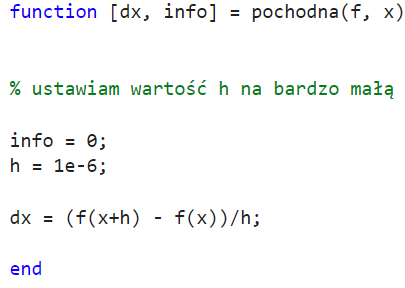 function [dx, info] = pochodna(f, x)
% ustawiam wartość h na bardzo małą
info = 0;
h = 1e-6;
dx = (f(x+h) - f(x))/h;
end